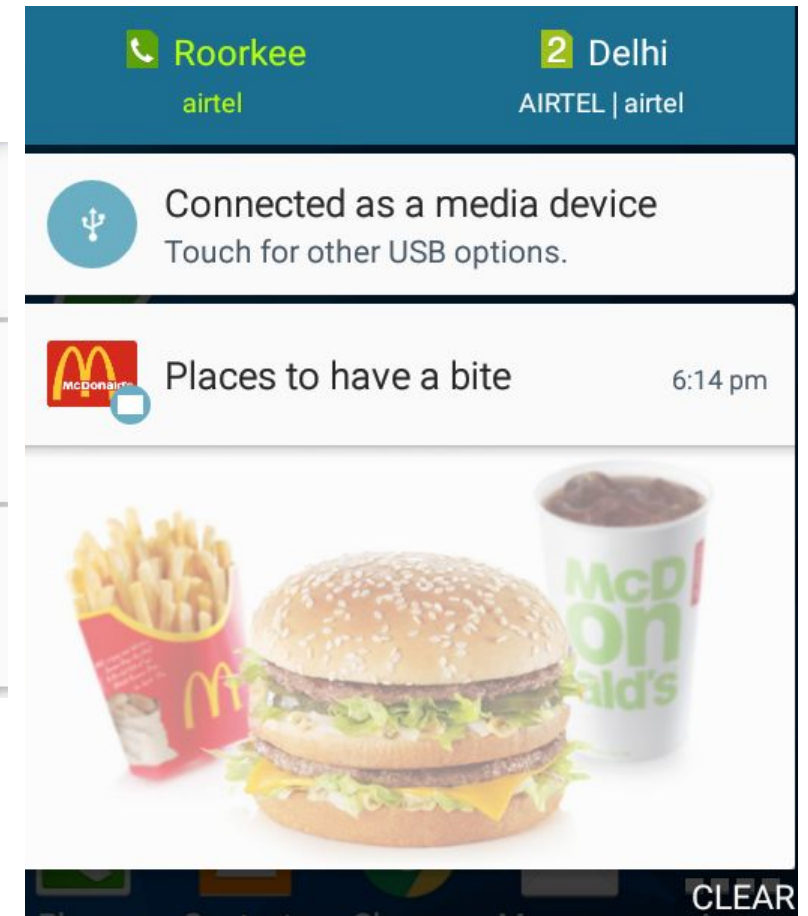 Roorkee
airtel
2 Delhi
AIRTEL | airtel
Connected as a media device
Touch for other USB options.
McDonald's
Places to have a bite
6:14 pm
McD
on
ald's
CLEAR